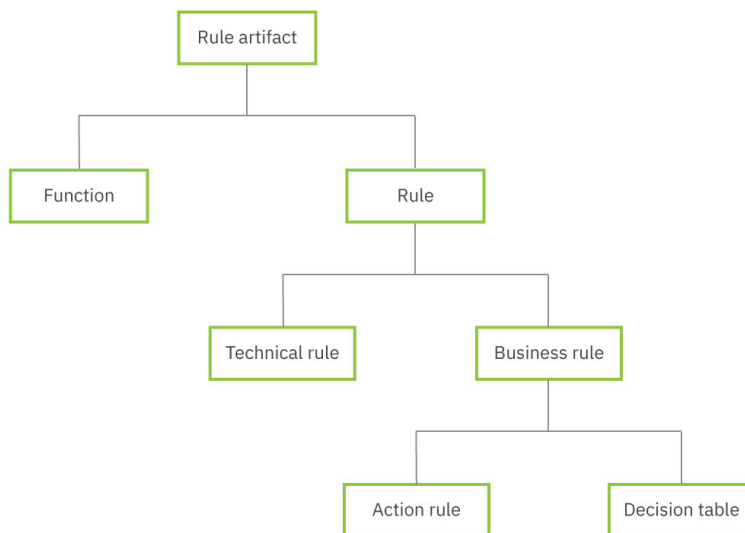 Rule artifact
Function
Rule
Technical rule
Business rule
Action rule
Decision table